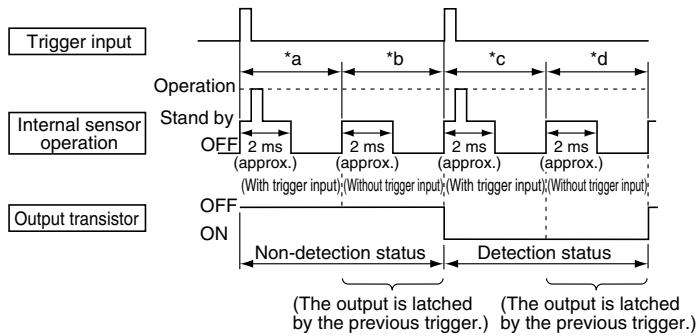 Trigger input
*a *b *c *d
Operation
Internal sensor operation
Stand by
OFF
2 ms (approx.) 2 ms (approx.) 2 ms (approx.) 2 ms (approx.)
(With trigger input) (Without trigger input) (With trigger input) (Without trigger input)
Output transistor
OFF
ON
Non-detection status Detection status
(The output is latched by the previous trigger.) (The output is latched by the previous trigger.)